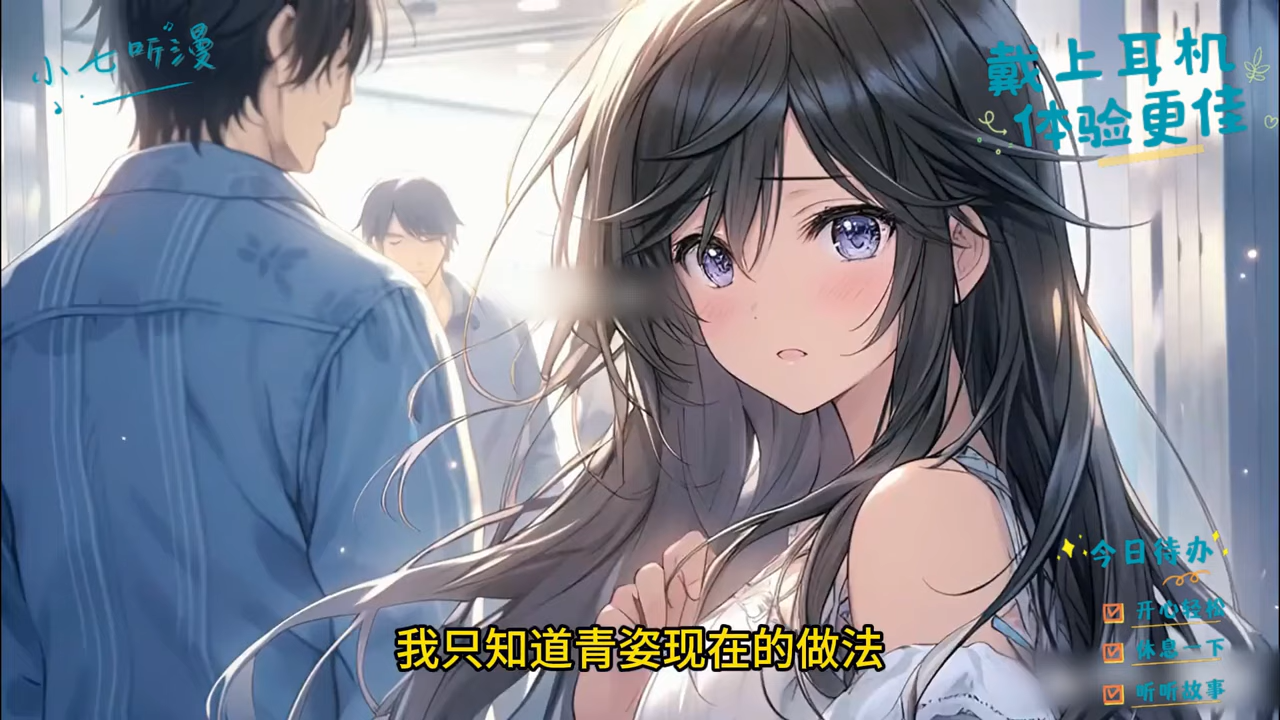 小七听漫
戴上耳机
体验更佳
今日待办
开心轻松
休息一下
听听故事
我只知道青姿现在的做法